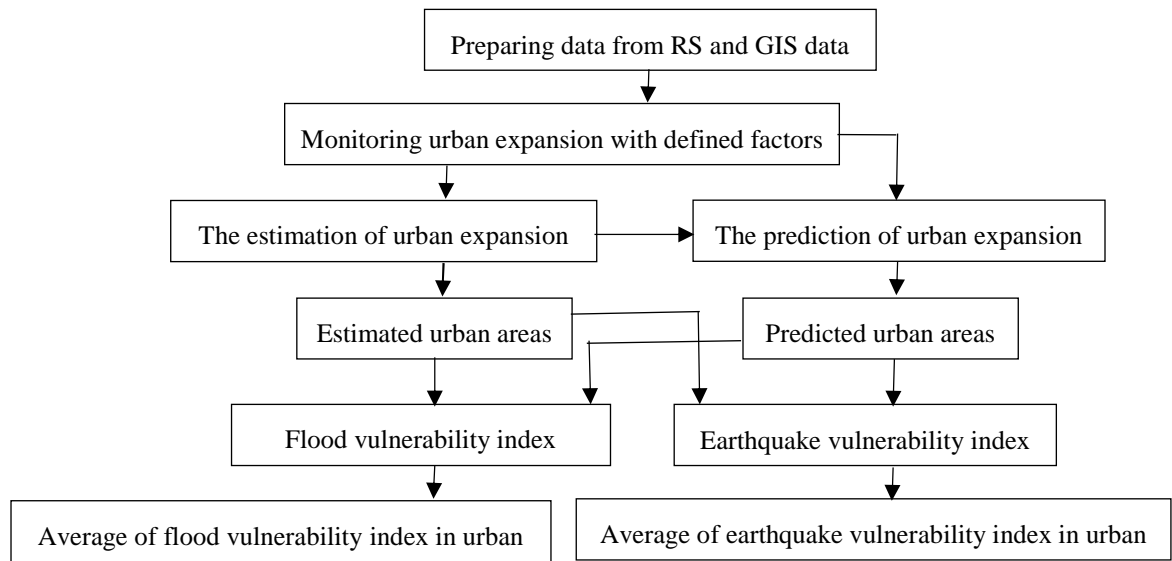 Preparing data from RS and GIS data
Monitoring urban expansion with defined factors
The estimation of urban expansion
The prediction of urban expansion
Estimated urban areas
Predicted urban areas
Flood vulnerability index
Earthquake vulnerability index
Average of flood vulnerability index in urban
Average of earthquake vulnerability index in urban